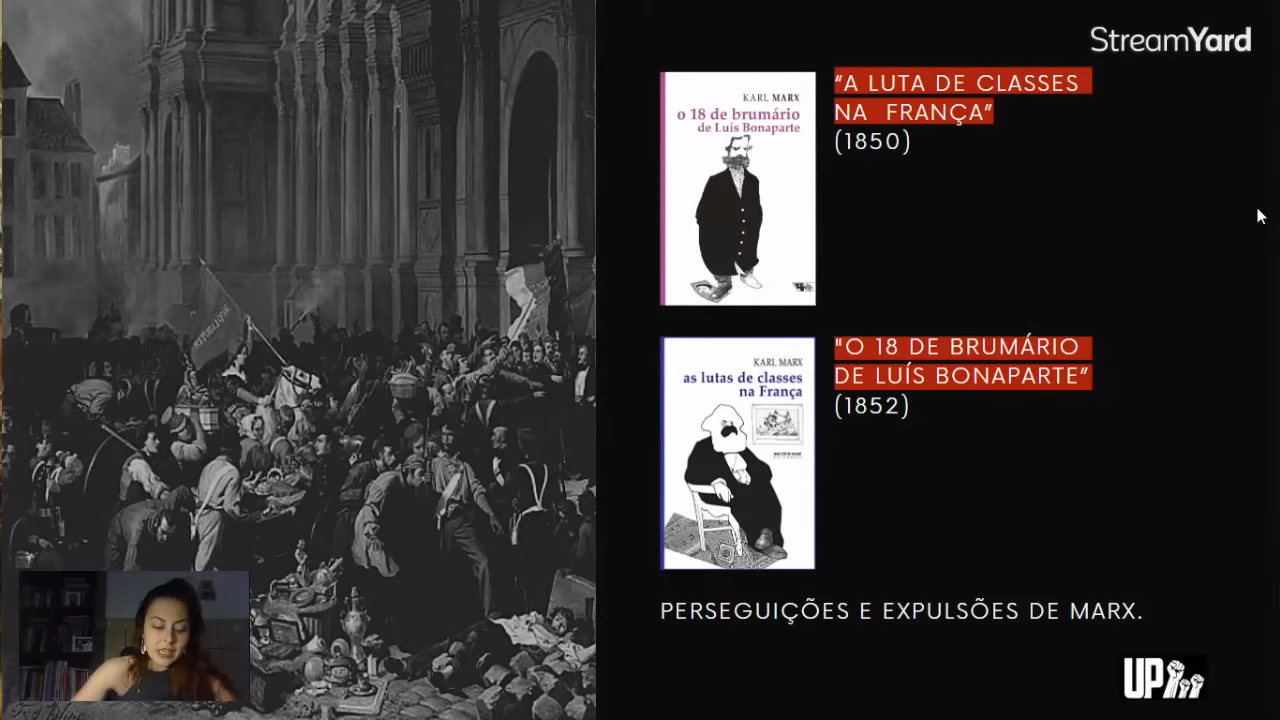 StreamYard
KARL MARX
o 18 de brumário
de Luís Bonaparte
“A LUTA DE CLASSES
NA FRANÇA”
(1850)
KARL MARX
as lutas de classes
na França
"O 18 DE BRUMÁRIO
DE LUÍS BONAPARTE”
(1852)
PERSEGUIÇÕES E EXPULSÕES DE MARX.
UP